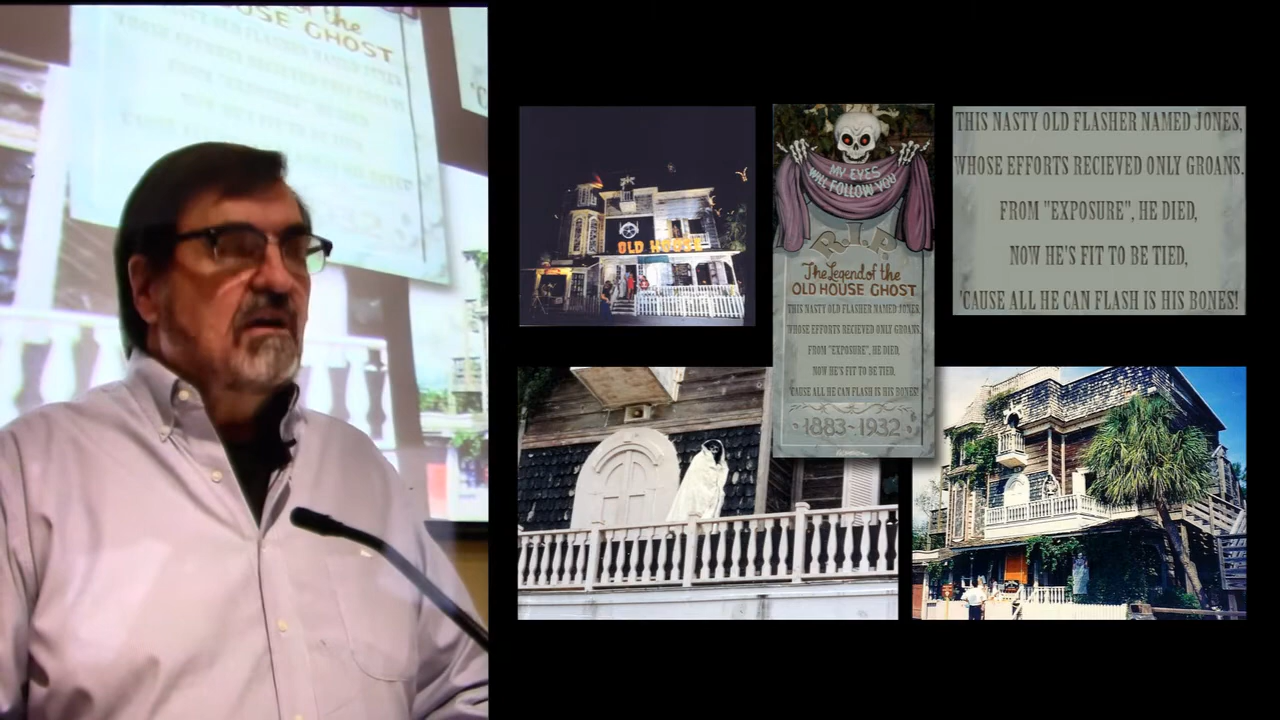 the
USE GHOST
OLD HOUSE
MY EYES
WILL FOLLOW YOU
R.I.P
The Legend of the
OLD HOUSE GHOST
THIS NASTY OLD FLASHER NAMED JONES,
WHOSE EFFORTS RECIEVED ONLY GROANS.
FROM "EXPOSURE", HE DIED,
NOW HE'S FIT TO BE TIED,
'CAUSE ALL HE CAN FLASH IS HIS BONES!
1883~1932
THIS NASTY OLD FLASHER NAMED JONES,
WHOSE EFFORTS RECIEVED ONLY GROANS.
FROM "EXPOSURE", HE DIED,
NOW HE'S FIT TO BE TIED,
'CAUSE ALL HE CAN FLASH IS HIS BONES!